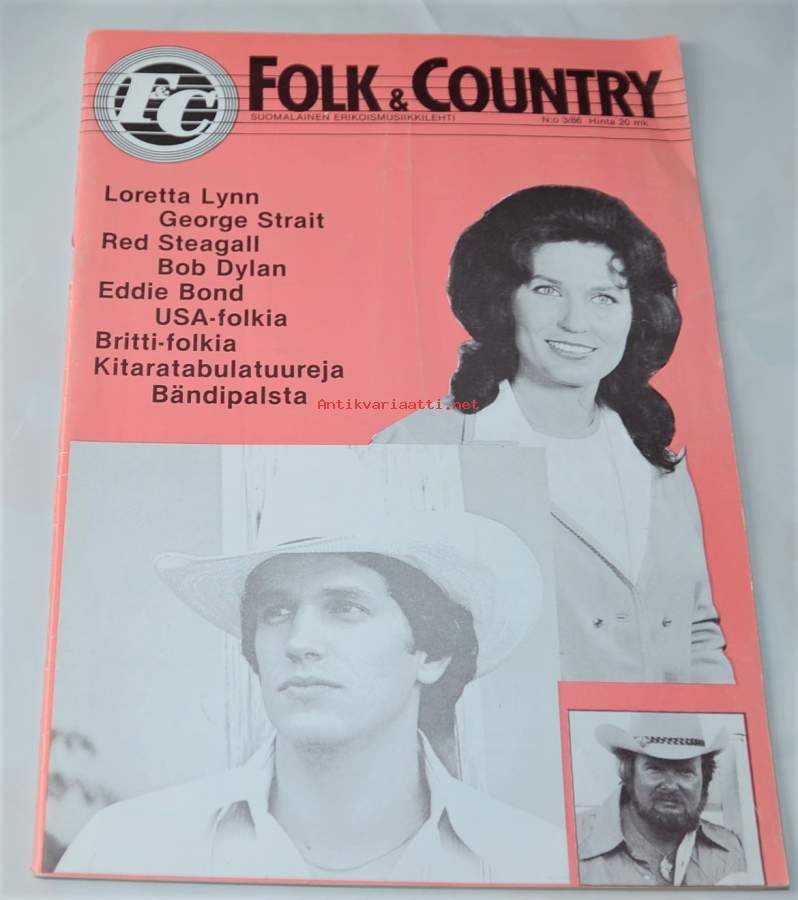 F&C
FOLK & COUNTRY
SUOMALAINEN ERIKOISMUSIIKKILEHTI N:o 3/86 Hinta 20 mk
Loretta Lynn
George Strait
Red Steagall
Bob Dylan
Eddie Bond
USA-folkia
Britti-folkia
Kitaratabulatuureja
Bändipalsta
Antikvariaatti.net